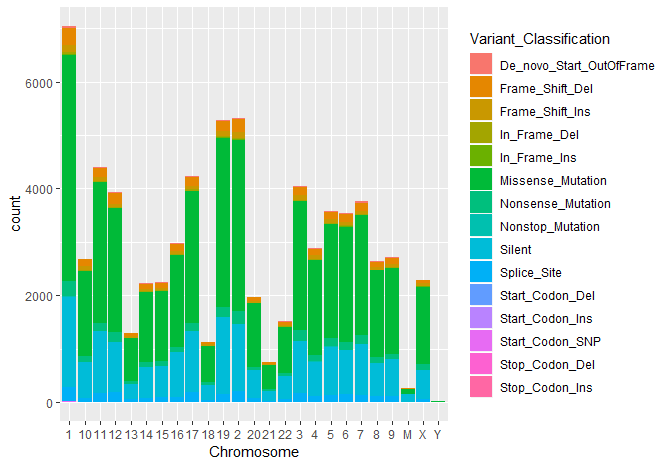 6000
4000
2000
0
count
1 10 11 12 13 14 15 16 17 18 19 2 20 21 22 3 4 5 6 7 8 9 M X Y
Chromosome
Variant_Classification
De_novo_Start_OutOfFrame
Frame_Shift_Del
Frame_Shift_Ins
In_Frame_Del
In_Frame_Ins
Missense_Mutation
Nonsense_Mutation
Nonstop_Mutation
Silent
Splice_Site
Start_Codon_Del
Start_Codon_Ins
Start_Codon_SNP
Stop_Codon_Del
Stop_Codon_Ins